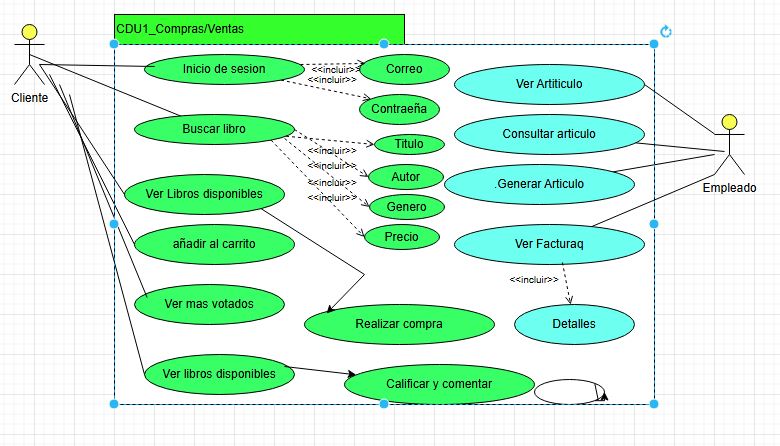 CDU1_Compras/Ventas
Cliente
Inicio de sesion
<<incluir>>
<<incluir>>
Correo
Contraeña
Buscar libro
<<incluir>>
<<incluir>>
<<incluir>>
<<incluir>>
Titulo
Autor
Genero
Precio
Ver Libros disponibles
añadir al carrito
Ver mas votados
Realizar compra
Ver libros disponibles
Calificar y comentar
Ver Artiticulo
Consultar articulo
.Generar Articulo
Ver Facturaq
<<incluir>>
Detalles
Empleado